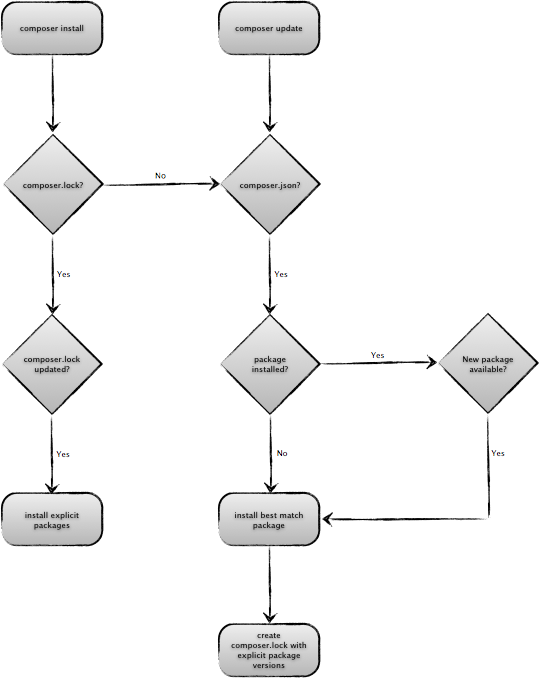 composer install
composer update
composer.lock?
No
composer.json?
Yes
Yes
composer.lock
updated?
package
installed?
Yes
New package
available?
Yes
No
Yes
install explicit
packages
install best match
package
create
composer.lock with
explicit package
versions